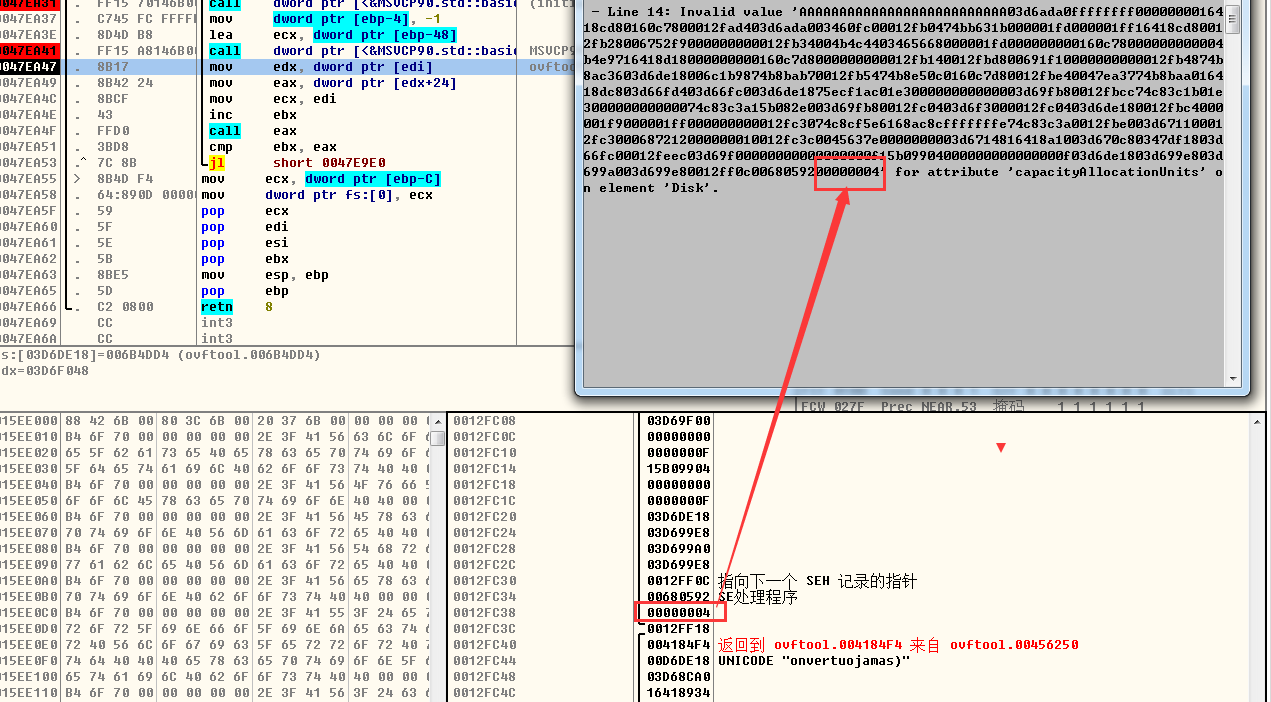 0047EA31 . FF15 70146B0 call dword ptr [<&MSVCP90.std::basi (init
0047EA37 . C745 FC FFFFF mov dword ptr [ebp-4], -1
0047EA3E . 8D4D B8 lea ecx, dword ptr [ebp-48]
0047EA41 . FF15 A8146B0 call dword ptr [<&MSVCP90.std::basi MSVCP9
0047EA47 . 8B17 mov edx, dword ptr [edi] ovftoo
0047EA49 . 8B42 24 mov eax, dword ptr [edx+24]
0047EA4C . 8BCF mov ecx, edi
0047EA4E . 43 inc ebx
0047EA4F . FFD0 call eax
0047EA51 . 3BD8 cmp ebx, eax
0047EA53 .^ 7C 8B jl short 0047E9E0
0047EA55 > 8B4D F4 mov ecx, dword ptr [ebp-C]
0047EA58 . 64:890D 0000 mov dword ptr fs:[0], ecx
0047EA5F . 59 pop ecx
0047EA60 . 5F pop edi
0047EA61 . 5E pop esi
0047EA62 . 5B pop ebx
0047EA63 . 8BE5 mov esp, ebp
0047EA65 . 5D pop ebp
0047EA66 . C2 0800 retn 8
0047EA69 CC int3
0047EA6A CC int3
s:[03D6DE18]=006B4DD4 (ovftool.006B4DD4)
dx=03D6F048
- Line 14: Invalid value 'AAAAAAAAAAAAAAAAAAAAAAAAAA03d6ada0ffffffff00000000164
18cd80160c7800012fad403d6ada003460fc00012fb0474bb631b000001fd000001ff16418cd8001
2fb28006752f90000000012fb34004b4c4403465668000001fd000000000160c7800000000000004
b4e9716418d18000000000160c7d80000000000012fb140012fbd800691f10000000000012fb4874b
8ac3603d6de18006c1b9874b8bab70012fb5474b8e50c0160c7d800012fbe40047ea3774b8baa0164
18dc803d66fd403d66fc003d6de1875ecf1ac01e300000000000003d69fb80012fbcc74c83c1b01e
3000000000000074c83c3a15b082e003d69fb80012fc0403d6f3000012fc0403d6de180012fbc4000
001f9000001ff00000000000012fc3074c8cf5e6168ac8cfffffffe74c83c3a0012fbe003d6711000
1
2fc3000687212000000010012fc3c0045637e0000000003d6714816418a1003d670c80347df1803d
66fc00012feec03d69f00000000000000000f15b0990400000000000000000f03d6de1803d699e803d
699a003d699e80012ff0c0068059200000004' for attribute 'capacityAllocationUnits' o
n element 'Disk'.
FCW 027F Prec NEAR,53 掩码 1 1 1 1 1 1
015EE000 88 42 6B 00 80 3C 6B 00 20 37 6B 00 00 00 00
015EE010 B4 6F 70 00 00 00 00 00 2E 3F 41 56 63 6C 6F
015EE020 65 5F 62 61 73 65 40 65 78 63 65 70 74 69 6F
015EE030 5F 64 65 74 61 69 6C 40 62 6F 6F 73 74 40 40
015EE040 B4 6F 70 00 00 00 00 00 2E 3F 41 56 4F 76 66
015EE050 6F 6F 6C 45 78 63 65 70 74 69 6F 6E 40 40 00
015EE060 B4 6F 70 00 00 00 00 00 2E 3F 41 56 45 78 63
015EE070 70 74 69 6F 6E 40 56 6D 61 63 6F 72 65 40 40
015EE080 B4 6F 70 00 00 00 00 00 2E 3F 41 56 54 68 72
015EE090 77 61 62 6C 65 40 56 6D 61 63 6F 72 65 40 40
015EE0A0 B4 6F 70 00 00 00 00 00 2E 3F 41 56 65 78 63
015EE0B0 70 74 69 6F 6E 40 62 6F 6F 73 74 40 40 00 00
015EE0C0 B4 6F 70 00 00 00 00 00 2E 3F 41 55 3F 24 65
015EE0D0 72 6F 72 5F 69 6E 66 6F 5F 69 6E 6A 65 63 74
015EE0E0 72 40 56 6C 6F 67 69 63 5F 65 72 72 6F 72 40
015EE0F0 74 64 40 40 40 65 78 63 65 70 74 69 6F 6E 5F
015EE100 65 74 61 69 6C 40 62 6F 6F 73 74 40 40 00 00
015EE110 B4 6F 70 00 00 00 00 00 2E 3F 41 56 3F 24 63
0012FC08 03D69F00
0012FC0C 00000000
0012FC10 0000000F
0012FC14 15B09904
0012FC18 00000000
0012FC1C 0000000F
0012FC20 03D6DE18
0012FC24 03D699E8
0012FC28 03D699A0
0012FC2C 03D699E8
0012FC30 0012FF0C 指向下一个 SEH 记录的指针
0012FC34 00680592 SE处理程序
0012FC38 00000004
0012FC3C 0012FF18
0012FC40 004184F4 返回到 ovftool.004184F4 来自 ovftool.00456250
0012FC44 00D6DE18 UNICODE "onvertuojamas)"
0012FC48 03D68CA0
0012FC4C 16418934